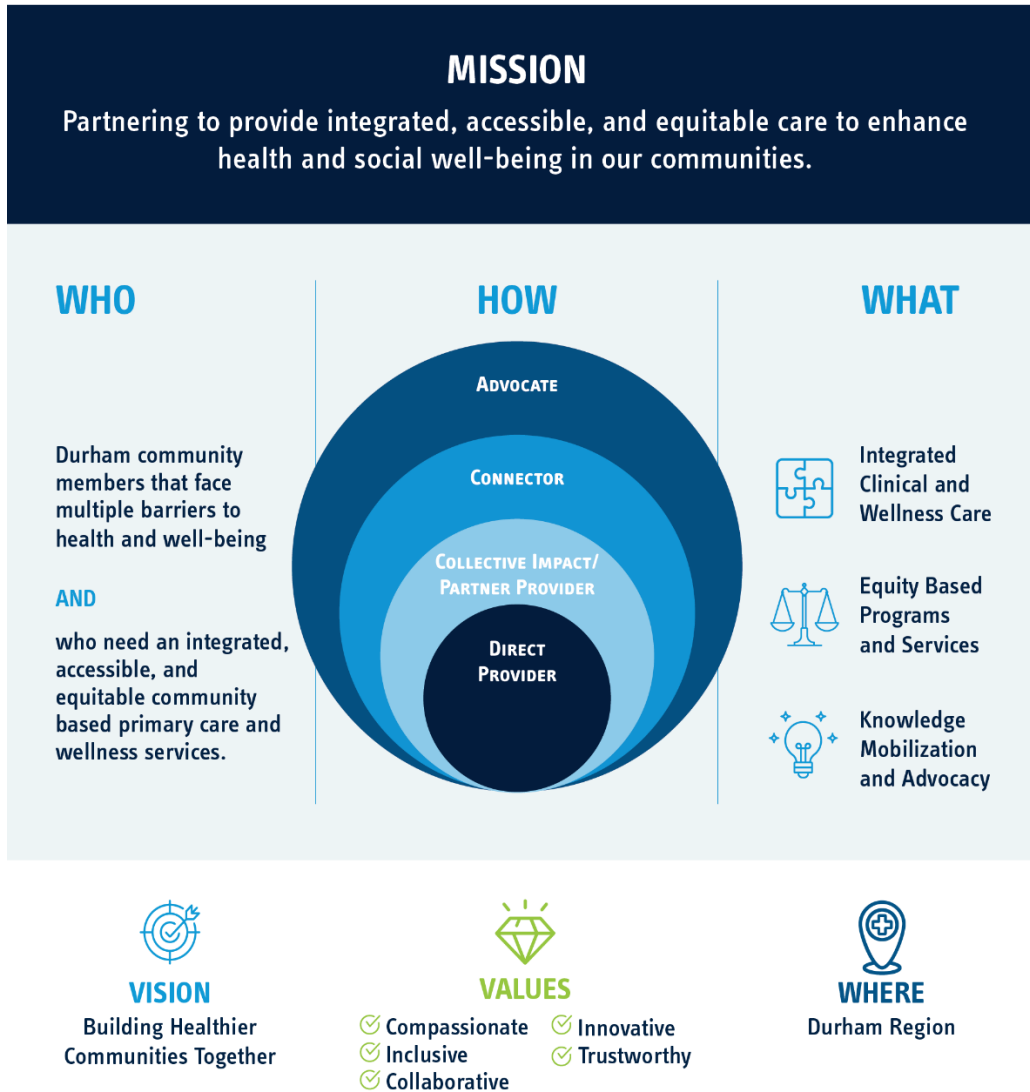 MISSION
Partnering to provide integrated, accessible, and equitable care to enhance
health and social well-being in our communities.
WHO
Durham community
members that face
multiple barriers to
health and well-being
AND
who need an integrated,
accessible, and
equitable community
based primary care and
wellness services.
HOW
ADVOCATE
CONNECTOR
COLLECTIVE IMPACT/
PARTNER PROVIDER
DIRECT
PROVIDER
WHAT
Integrated
Clinical and
Wellness Care
Equity Based
Programs
and Services
Knowledge
Mobilization
and Advocacy
VISION
Building Healthier
Communities Together
VALUES
Compassionate
Inclusive
Collaborative
Innovative
Trustworthy
WHERE
Durham Region